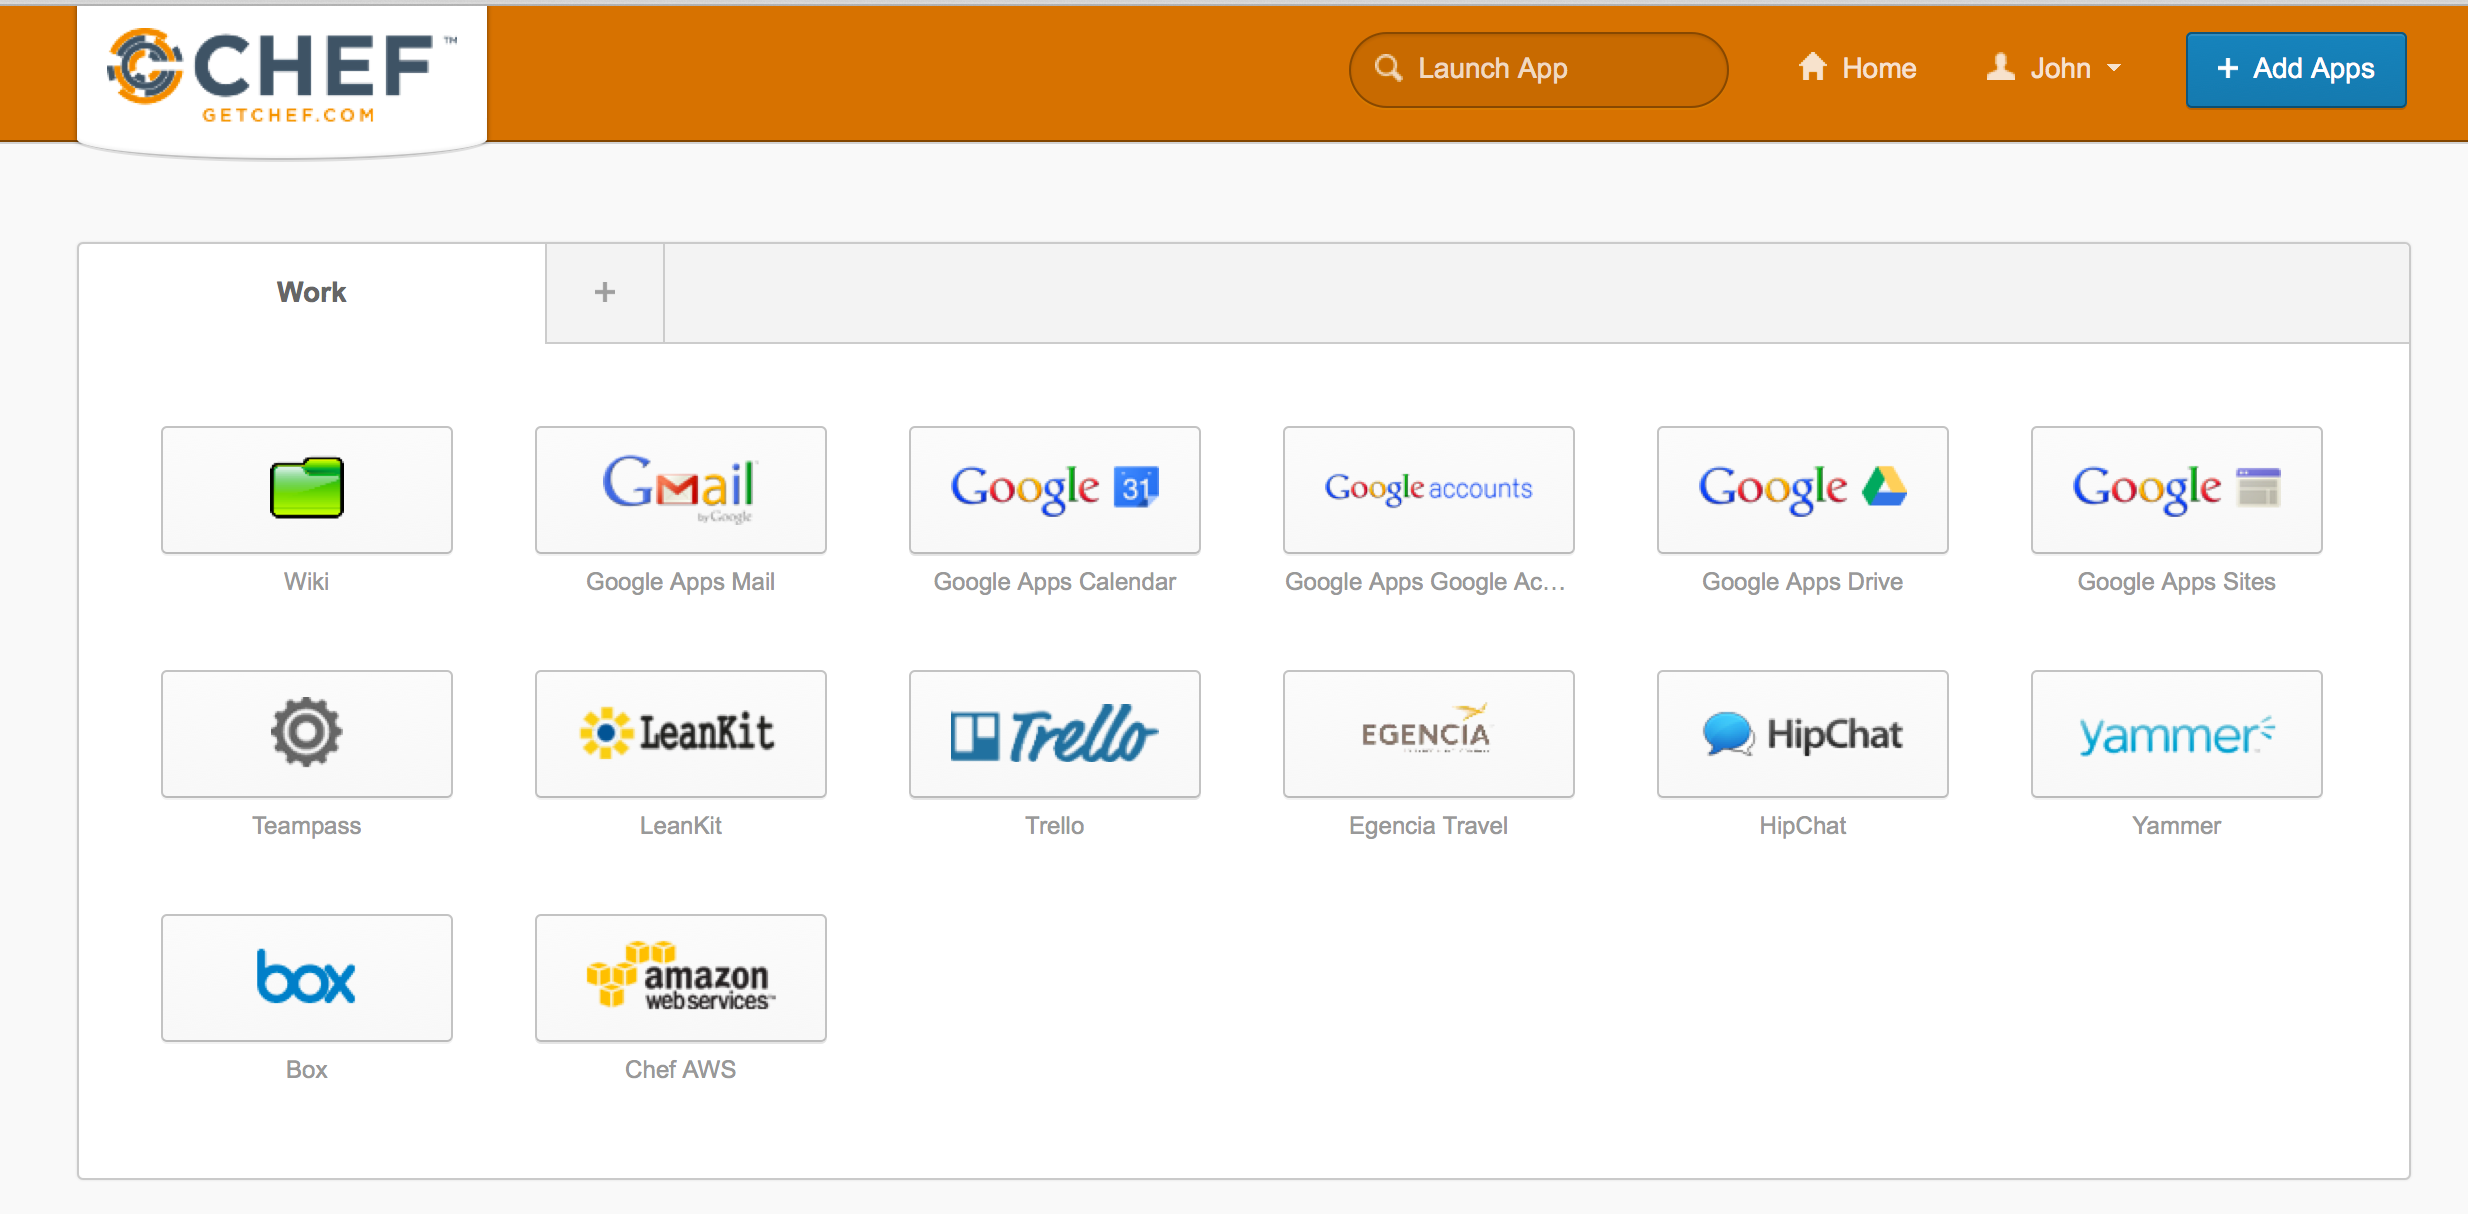 CHEF™
GETCHEF.COM
Launch App
Home
John
+ Add Apps
Work
+
Gmail
by Google
Google 31
Google accounts
Google
Google
Wiki
Google Apps Mail
Google Apps Calendar
Google Apps Google Ac...
Google Apps Drive
Google Apps Sites
LeanKit
Trello
EGENCIA
HipChat
yammer
Teampass
LeanKit
Trello
Egencia Travel
HipChat
Yammer
box
amazon
web services™
Box
Chef AWS